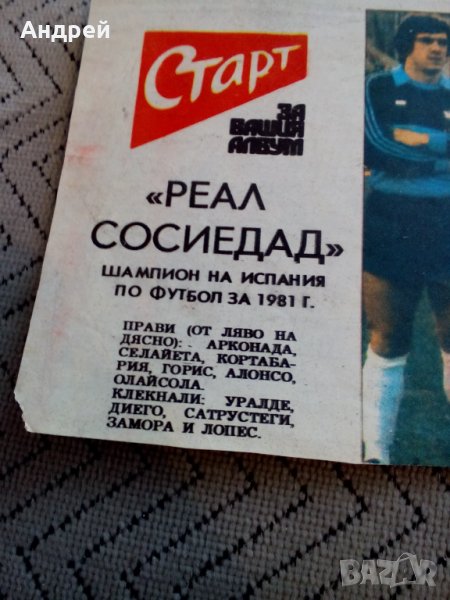 Андрей
Старт
ЗА
ВАШИЯ
АЛБУМ
«РЕАЛ
СОСИЕДАД»
ШАМПИОН НА ИСПАНИЯ
ПО ФУТБОЛ ЗА 1981 Г.
ПРАВИ (ОТ ЛЯВО НА
ДЯСНО): - АРКОНАДА,
СЕЛАЙЕТА, КОРТАБА-
РИЯ, ГОРИС, АЛОНСО,
ОЛАЙСОЛА.
КЛЕКНАЛИ: УРАЛДЕ,
ДИЕГО, САТРУСТЕГИ,
ЗАМОРА И ЛОПЕС.
BAZAR